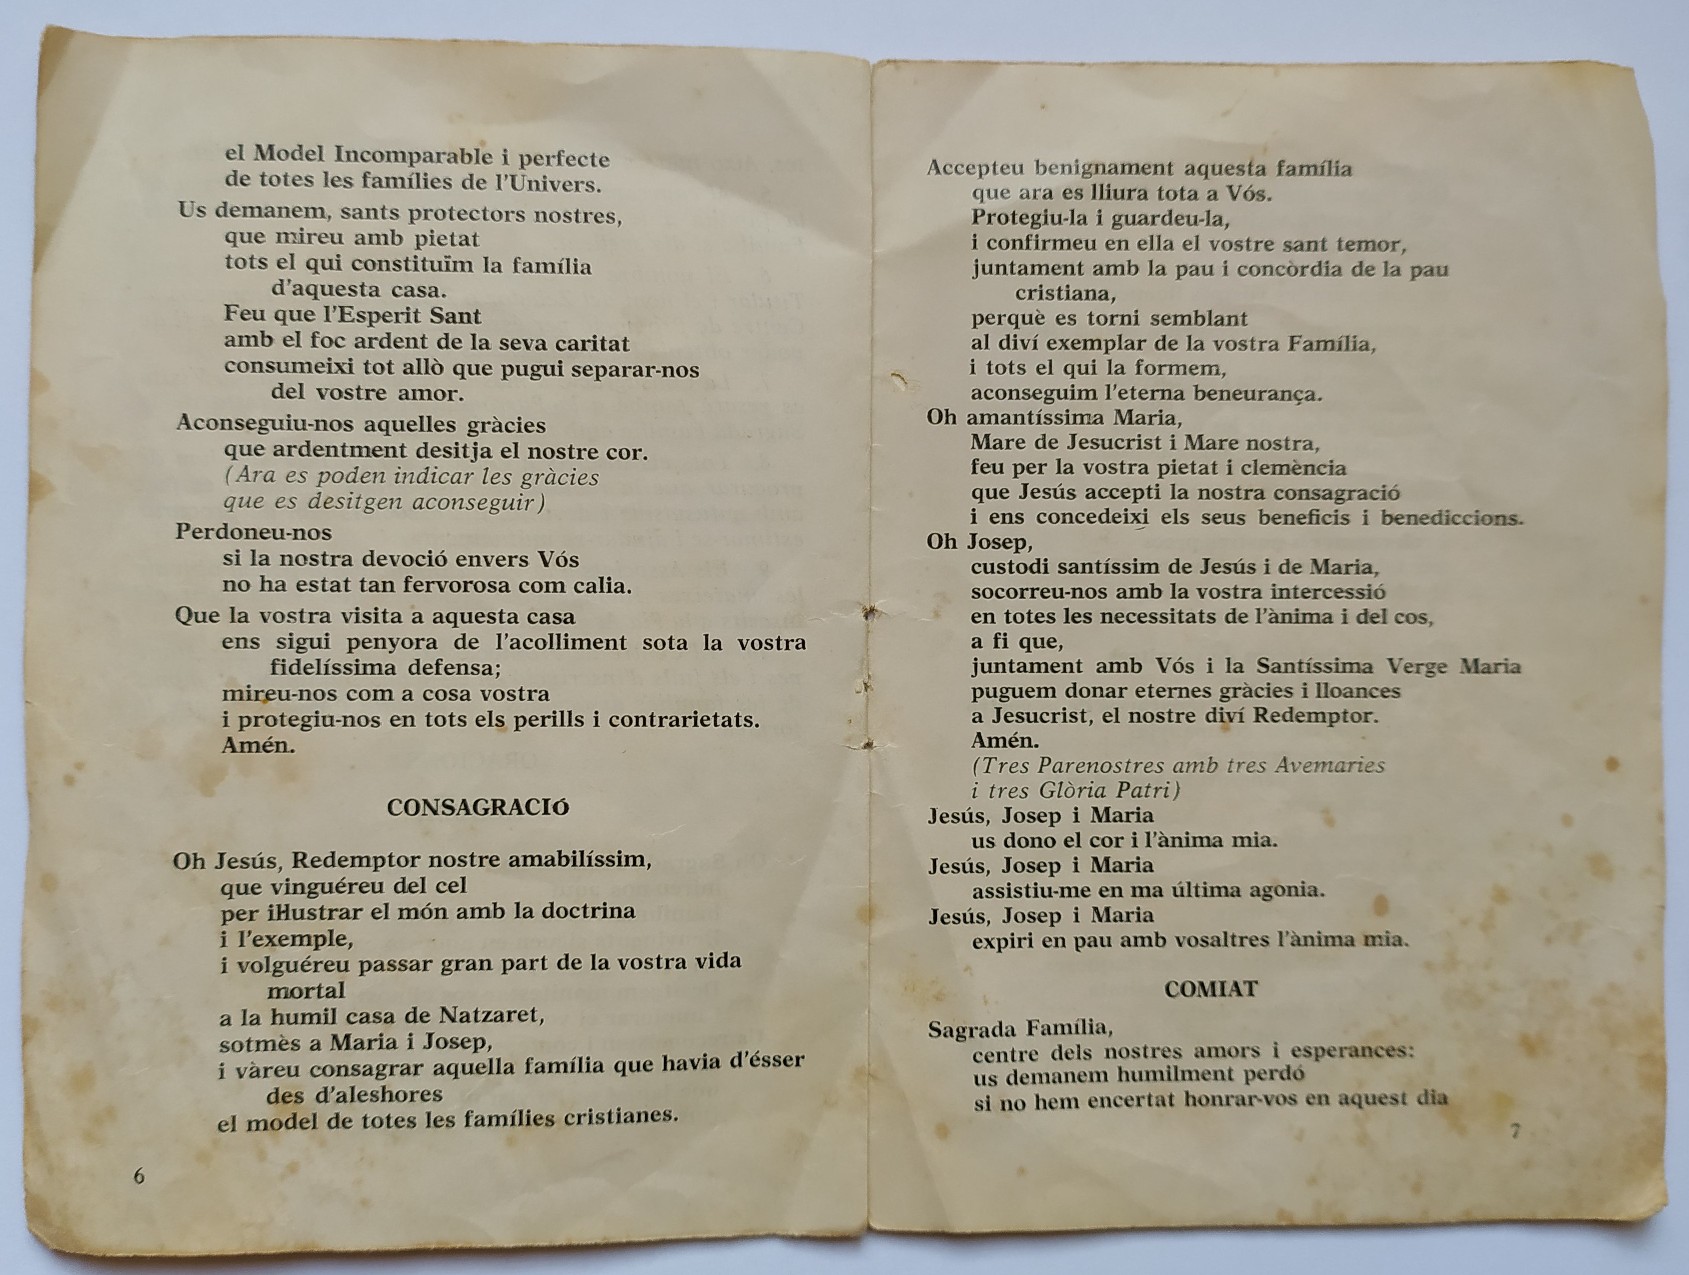 el Model Incomparable i perfecte
de totes les famílies de l'Univers.
Us demanem, sants protectors nostres,
que mireu amb pietat
tots el qui constituïm la família
d'aquesta casa.
Feu que l'Esperit Sant
amb el foc ardent de la seva caritat
consumeixi tot allò que pugui separar-nos
del vostre amor.
Aconseguiu-nos aquelles gràcies
que ardentment desitja el nostre cor.
(Ara es poden indicar les gràcies
que es desitgen aconseguir)
Perdoneu-nos
si la nostra devoció envers Vós
no ha estat tan fervorosa com calia.
Que la vostra visita a aquesta casa
ens sigui penyora de l'acolliment sota la vostra
fidelíssima defensa;
mireu-nos com a cosa vostra
i protegiu-nos en tots els perills i contrarietats.
Amén.
CONSAGRACIÓ
Oh Jesús, Redemptor nostre amabilíssim,
que vinguéreu del cel
per il·lustrar el món amb la doctrina
i l'exemple,
i volguéreu passar gran part de la vostra vida
mortal
a la humil casa de Natzaret,
sotmès a Maria i Josep,
i vàreu consagrar aquella família que havia d'ésser
des d'aleshores
el model de totes les famílies cristianes.
6
Accepteu benignament aquesta família
que ara es lliura tota a Vós.
Protegiu-la i guardeu-la,
i confirmeu en ella el vostre sant temor,
juntament amb la pau i concòrdia de la pau
cristiana,
perquè es torni semblant
al diví exemplar de la vostra Família,
i tots el qui la formem,
aconseguim l'eterna beneurança.
Oh amantíssima Maria,
Mare de Jesucrist i Mare nostra,
feu per la vostra pietat i clemència
que Jesús accepti la nostra consagració
i ens concedeixi els seus beneficis i benediccions.
Oh Josep,
custodi santíssim de Jesús i de Maria,
socorreu-nos amb la vostra intercessió
en totes les necessitats de l'ànima i del cos,
a fi que,
juntament amb Vós i la Santíssima Verge Maria
puguem donar eternes gràcies i lloances
a Jesucrist, el nostre diví Redemptor.
Amén.
(Tres Parenostres amb tres Avemaries
i tres Glòria Patri)
Jesús, Josep i Maria
us dono el cor i l'ànima mia.
Jesús, Josep i Maria
assistiu-me en ma última agonia.
Jesús, Josep i Maria
expiri en pau amb vosaltres l'ànima mia.
COMIAT
Sagrada Família,
centre dels nostres amors i esperances:
us demanem humilment perdó
si no hem encertat honrar-vos en aquest dia
7